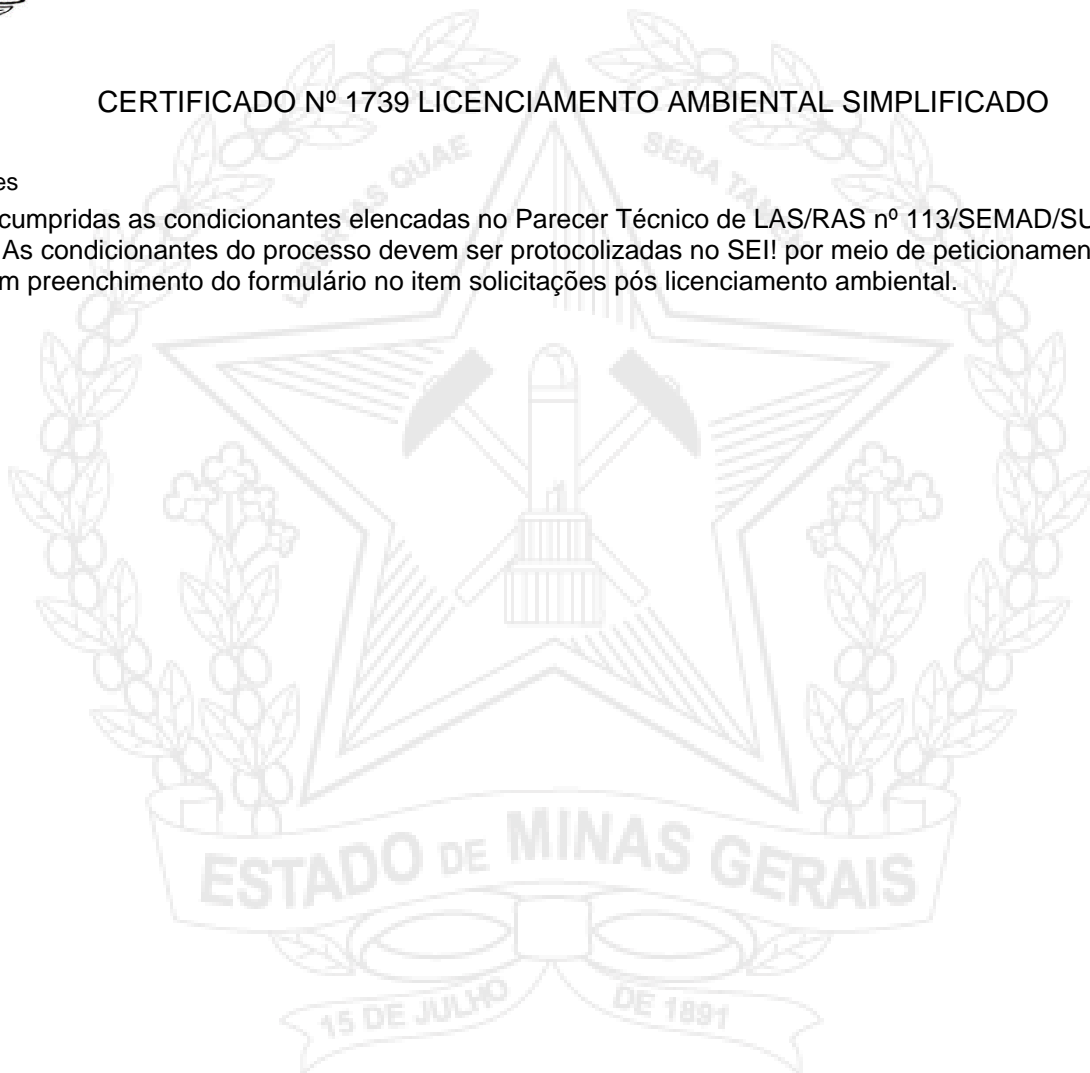 CERTIFICADO Nº 1739 LICENCIAMENTO AMBIENTAL SIMPLIFICADO
es
cumpridas as condicionantes elencadas no Parecer Técnico de LAS/RAS nº 113/SEMAD/SU
As condicionantes do processo devem ser protocolizadas no SEI! por meio de peticionamen
m preenchimento do formulário no item solicitações pós licenciamento ambiental.
QUAE SERA TAMEN
ESTADO DE MINAS GERAIS
15 DE JULHO DE 1891